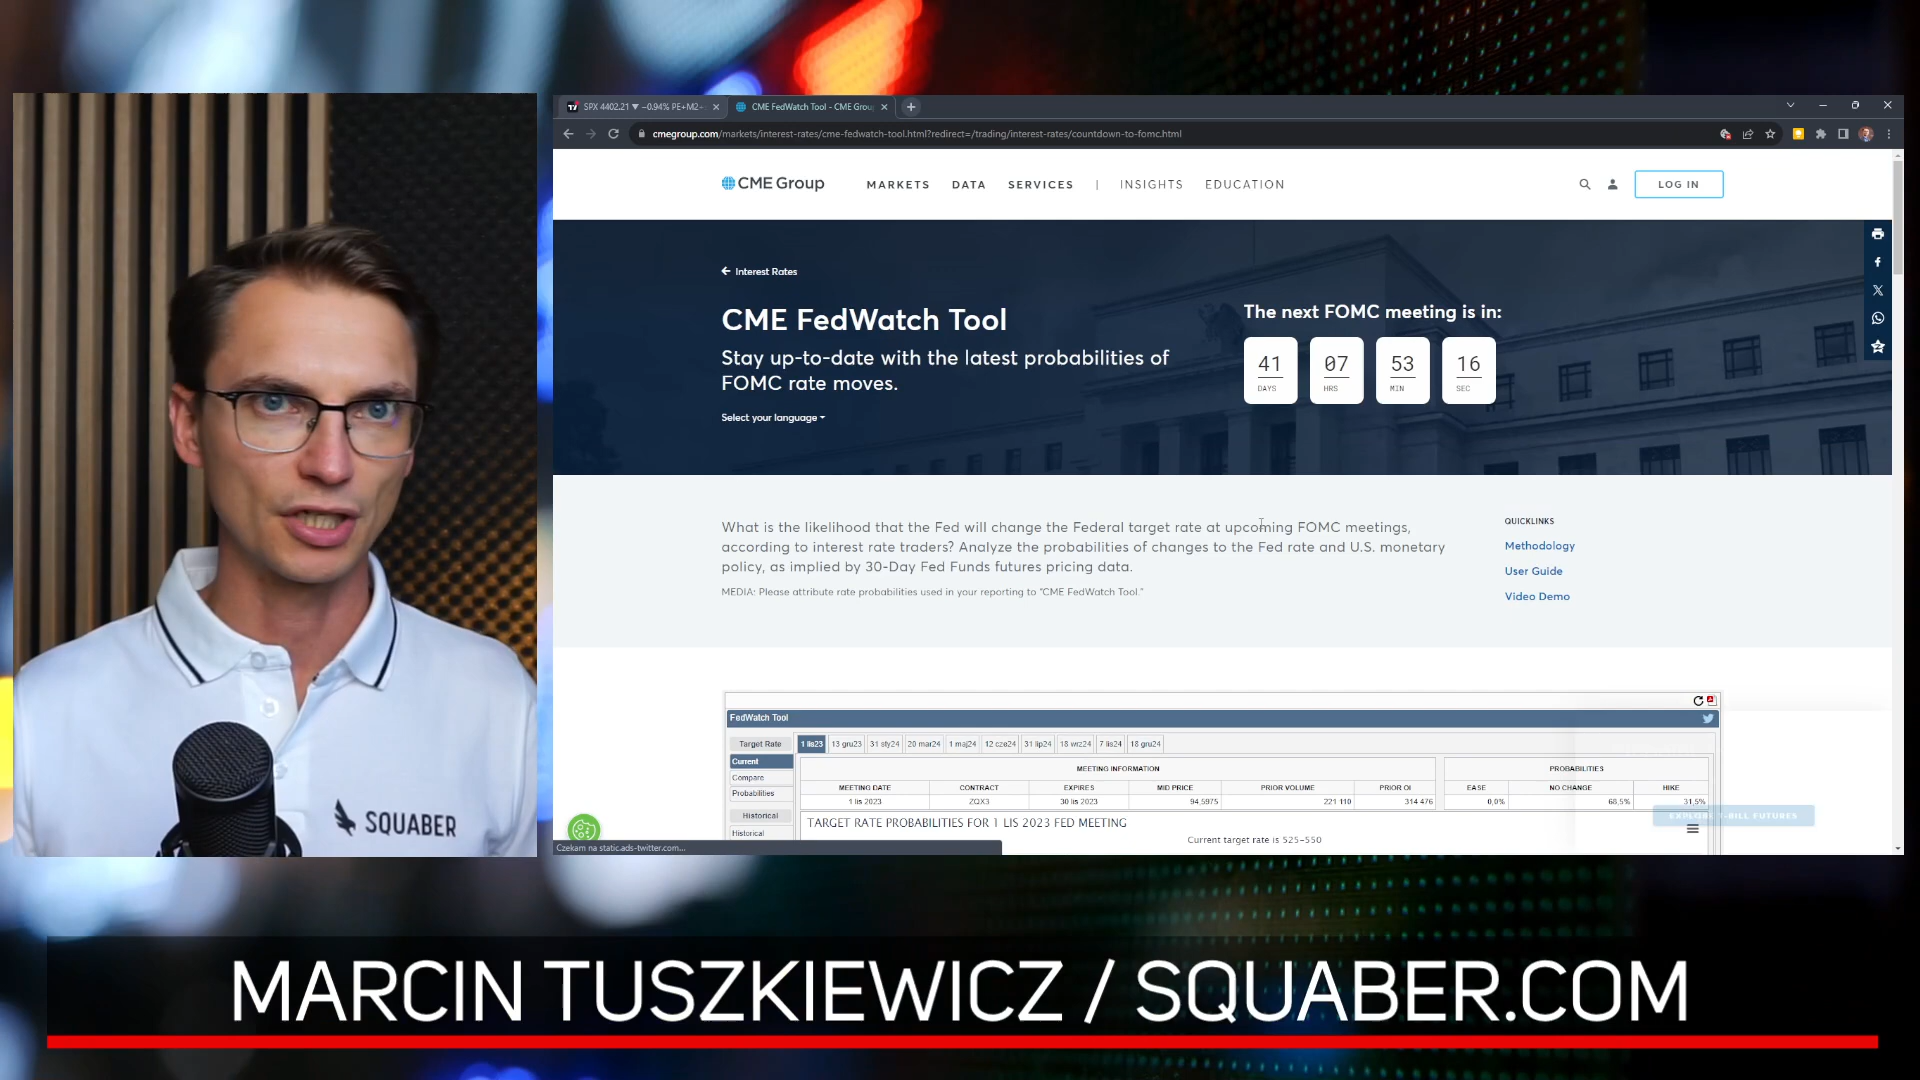 SPX 4402.21 ▼ −0.94% PE+M2-
CME FedWatch Tool - CME Grou
cmegroup.com/markets/interest-rates/cme-fedwatch-tool.html?redirect=/trading/interest-rates/countdown-to-fomc.html
CME Group
MARKETS DATA SERVICES | INSIGHTS EDUCATION
LOG IN
Interest Rates
CME FedWatch Tool
Stay up-to-date with the latest probabilities of
FOMC rate moves.
Select your language
The next FOMC meeting is in:
41 07 53 16
DAYS HRS MIN SEC
What is the likelihood that the Fed will change the Federal target rate at upcoming FOMC meetings,
according to interest rate traders? Analyze the probabilities of changes to the Fed rate and U.S. monetary
policy, as implied by 30-Day Fed Funds futures pricing data.
MEDIA: Please attribute rate probabilities used in your reporting to "CME FedWatch Tool."
QUICKLINKS
Methodology
User Guide
Video Demo
FedWatch Tool
Target Rate
1 lis23 13 gru23 31 sty24 20 mar24 1 maj24 12 cze24 31 lip24 18 wrz24 7 lis24 18 gru24
Current
Compare
Probabilities
Historical
Historical
MEETING INFORMATION
MEETING DATE CONTRACT EXPIRES MID PRICE PRIOR VOLUME PRIOR OI
1 lis 2023 ZQX3 30 lis 2023 94.5975 221 110 314 476
PROBABILITIES
EASE NO CHANGE HIKE
0,0% 68,5% 31,5%
EXPLORE T-BILL FUTURES
TARGET RATE PROBABILITIES FOR 1 LIS 2023 FED MEETING
Current target rate is 525–550
Czekam na static.ads-twitter.com...
SQUABER
MARCIN TUSZKIEWICZ / SQUABER.COM